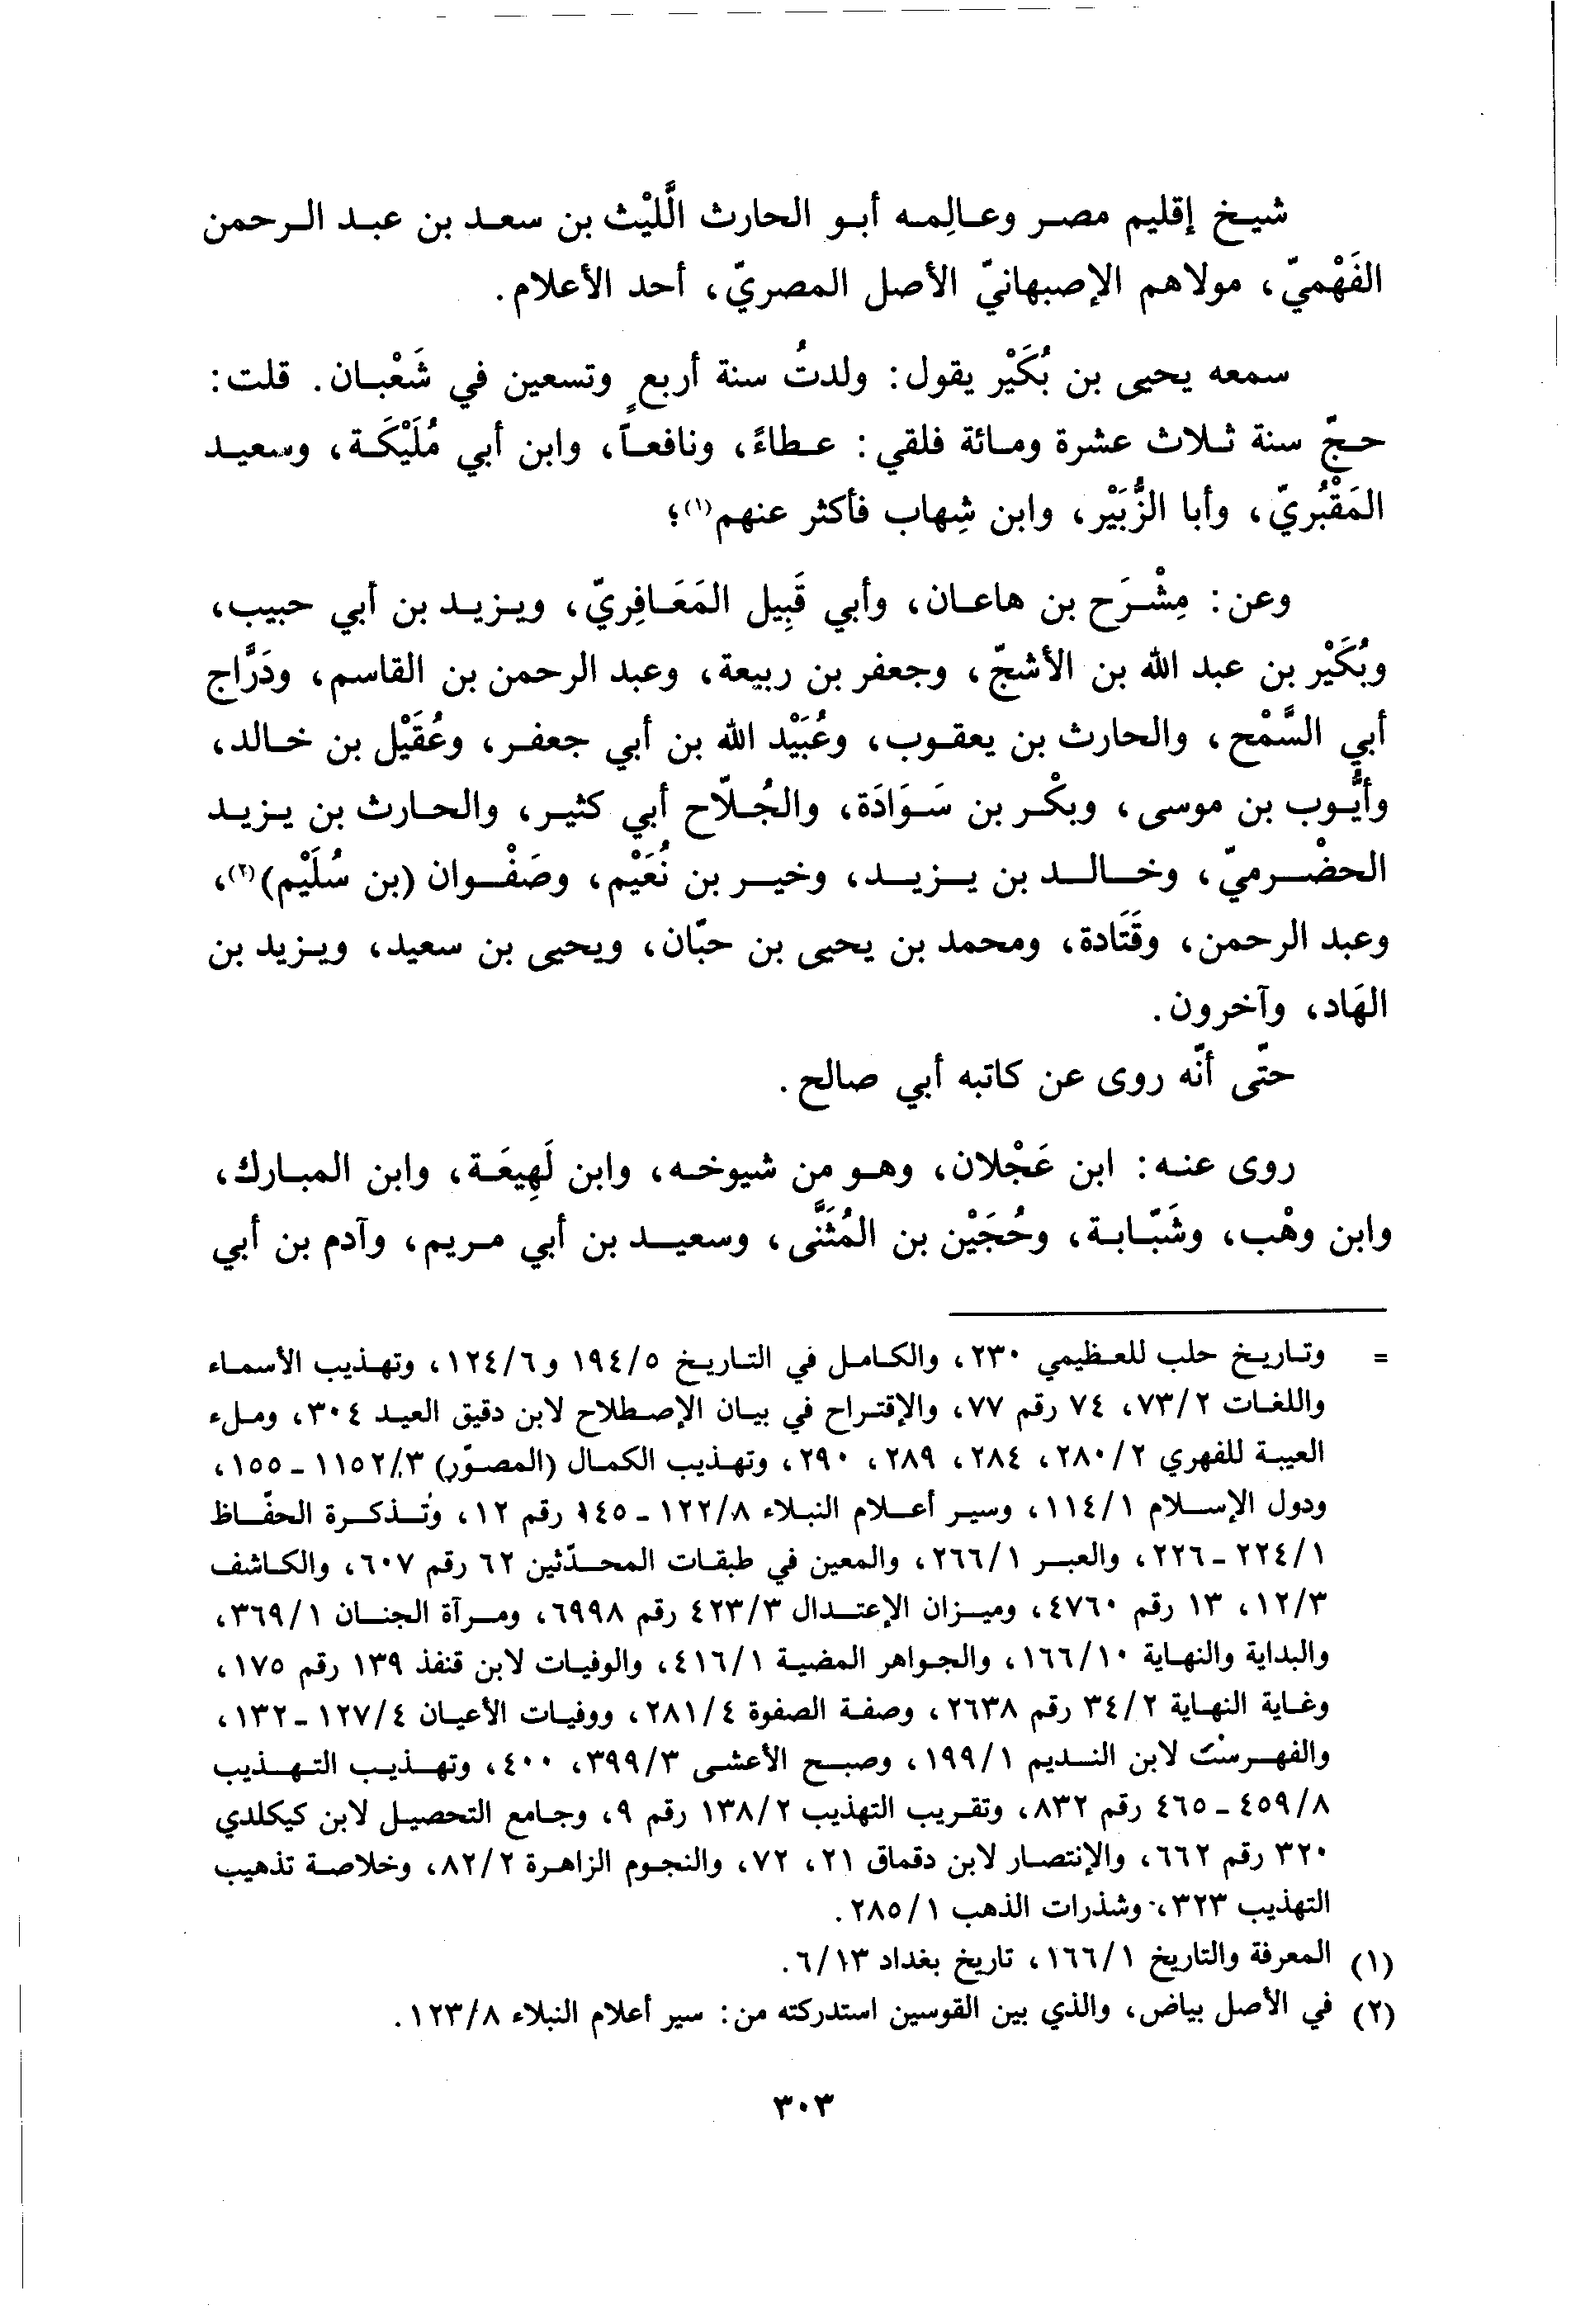 شيخ إقليم مصر وعالِمه أبو الحارث اللَّيْث بن سعد بن عبد الرحمن
الفَهْميّ، مولاهم الإصبهانيّ الأصل المصريّ، أحد الأعلام.
سمعه يحيى بن بُكَيْر يقول: ولدتُ سنة أربعٍ وتسعين في شَعْبان. قلت:
حجّ سنة ثلاث عشرة ومائة فلقي: عطاءً، ونافعاً، وابن أبي مُلَيْكَة، وسعيد
المَقْبُريّ، وأبا الزُّبَيْر، وابن شِهاب فأكثر عنهم(١)؛
وعن: مِشْرَح بن هاعان، وأبي قَبِيل المَعَافِريّ، ويزيد بن أبي حبيب،
وبُكَيْر بن عبد الله بن الأشجّ، وجعفر بن ربيعة، وعبد الرحمن بن القاسم، ودَرَّاج
أبي السَّمْح، والحارث بن يعقوب، وعُبَيْد الله بن أبي جعفر، وعُقَيْل بن خالد،
وأيُّوب بن موسى، وبكْر بن سَوَادَة، والجُلّاح أبي كثير، والحارث بن يزيد
الحضْرميّ، وخالد بن يزيد، وخير بن نُعَيْم، وصَفْوان (بن سُلَيْم)(٢)،
وعبد الرحمن، وقَتَادة، ومحمد بن يحيى بن حبّان، ويحيى بن سعيد، ويزيد بن
الهَاد، وآخرون.
حتّى أنّه روى عن كاتبه أبي صالح.
روى عنه: ابن عَجْلان، وهو من شيوخه، وابن لَهِيعَة، وابن المبارك،
وابن وهْب، وشَبّابة، وحُجَيْن بن المُثَنَّى، وسعيد بن أبي مريم، وآدم بن أبي
= وتاريخ حلب للعظيمي ٢٣٠، والكامل في التاريخ ١٩٤/٥ و١٢٤/٦، وتهذيب الأسماء
واللغات ٧٣/٢، ٧٤ رقم ٧٧، والإقتراح في بيان الإصطلاح لابن دقيق العيد ٣٠٤، وملء
العيبة للفهري ٢٨٠/٢، ٢٨٤، ٢٨٩، ٢٩٠، وتهذيب الكمال (المصوّر) ١١٥٢/٣ - ١٥٥،
ودول الإسلام ١١٤/١، وسير أعلام النبلاء ١٢٢/٨ - ١٤٥ رقم ١٢، وتذكرة الحفّاظ
٢٢٤/١ - ٢٢٦، والعبر ٢٦٦/١، والمعين في طبقات المحدّثين ٦٢ رقم ٦٠٧، والكاشف
١٢/٣، ١٣ رقم ٤٧٦٠، وميزان الإعتدال ٤٢٣/٣ رقم ٦٩٩٨، ومرآة الجنان ٣٦٩/١،
والبداية والنهاية ١٦٦/١٠، والجواهر المضية ٤١٦/١، والوفيات لابن قنفذ ١٣٩ رقم ١٧٥،
وغاية النهاية ٣٤/٢ رقم ٢٦٣٨، وصفة الصفوة ٢٨١/٤، ووفيات الأعيان ١٢٧/٤ - ١٣٢،
والفهرست لابن النديم ١٩٩/١، وصبح الأعشى ٣٩٩/٣، ٤٠٠، وتهذيب التهذيب
٤٥٩/٨ - ٤٦٥ رقم ٨٣٢، وتقريب التهذيب ١٣٨/٢ رقم ٩، وجامع التحصيل لابن كيكلدي
٣٢٠ رقم ٦٦٢، والإنتصار لابن دقماق ٢١، ٧٢، والنجوم الزاهرة ٨٢/٢، وخلاصة تذهيب
التهذيب ٣٢٣، وشذرات الذهب ٢٨٥/١.
(١) المعرفة والتاريخ ١٦٦/١، تاريخ بغداد ٦/١٣.
(٢) في الأصل بياض، والذي بين القوسين استدركته من: سير أعلام النبلاء ١٢٣/٨.
٣٠٣